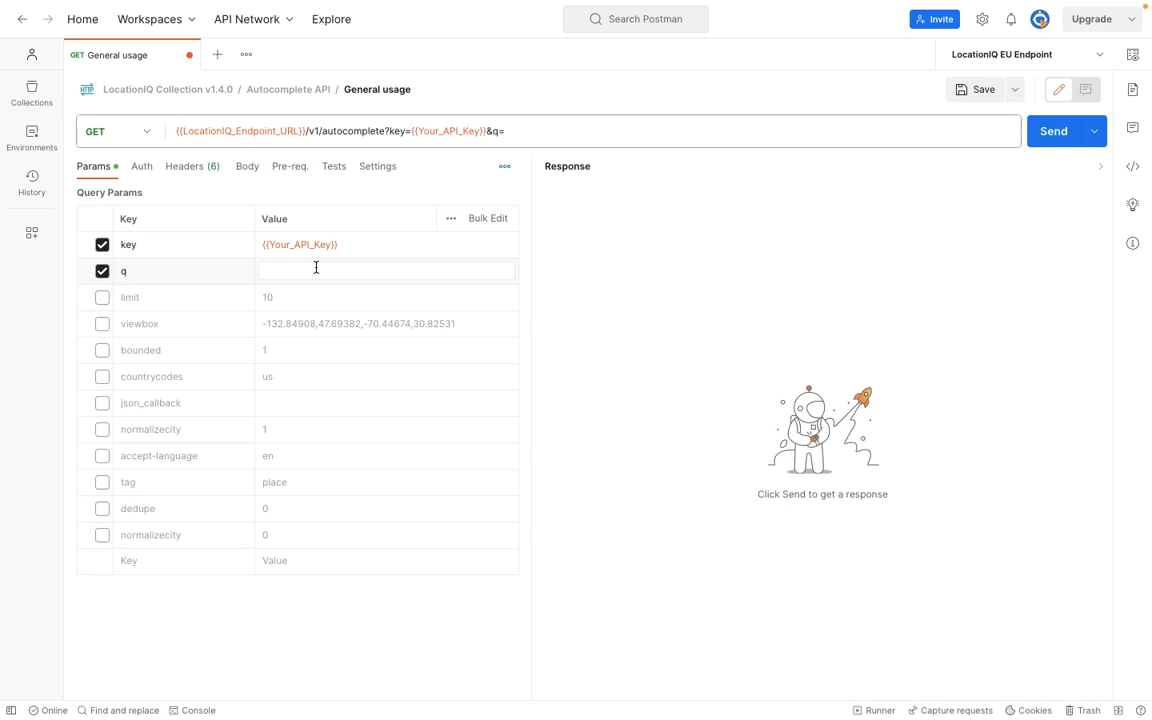 Home Workspaces API Network Explore Search Postman Invite Upgrade
GET General usage LocationIQ EU Endpoint
HTTP LocationIQ Collection v1.4.0 / Autocomplete API / General usage Save
GET {{LocationIQ_Endpoint_URL}}/v1/autocomplete?key={{Your_API_Key}}&q= Send
Collections
Environments
History
Params Auth Headers (6) Body Pre-req. Tests Settings
Query Params
Key Value Bulk Edit
key {{Your_API_Key}}
q
limit 10
viewbox -132.84908,47.69382,-70.44674,30.82531
bounded 1
countrycodes us
json_callback
normalizecity 1
accept-language en
tag place
dedupe 0
normalizecity 0
Key Value
Response
Click Send to get a response
Online Find and replace Console Runner Capture requests Cookies Trash